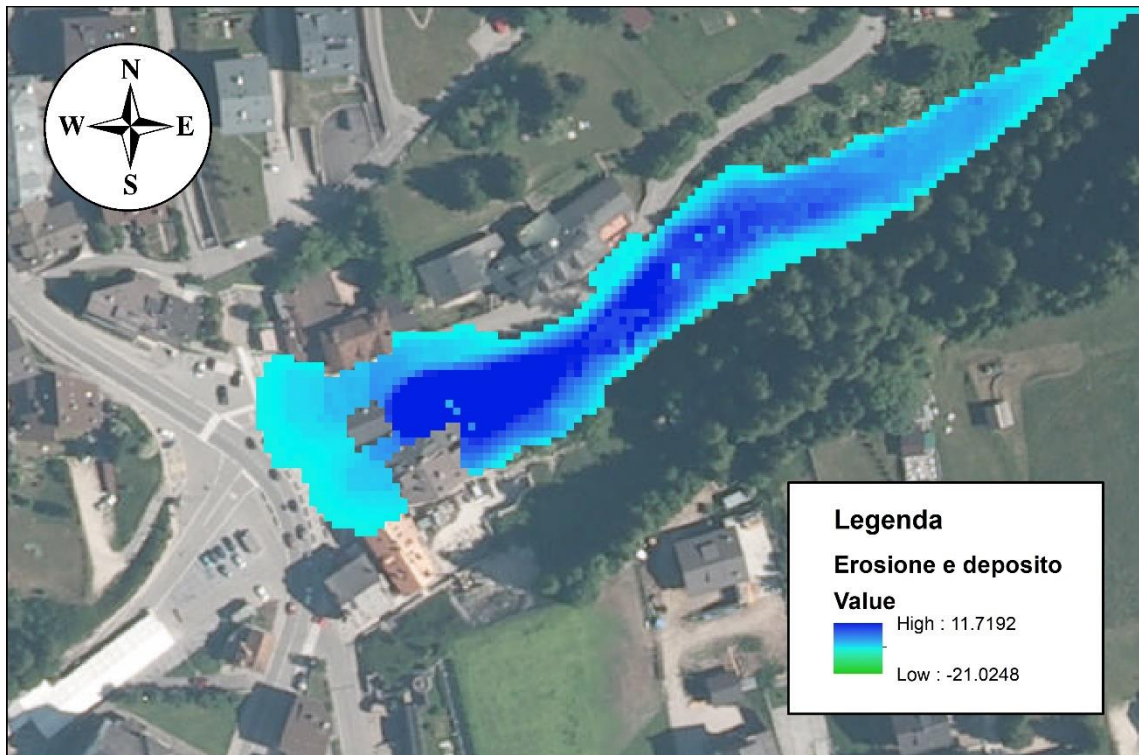 N
W E
S
Legenda
Erosione e deposito
Value
High : 11.7192
Low : -21.0248